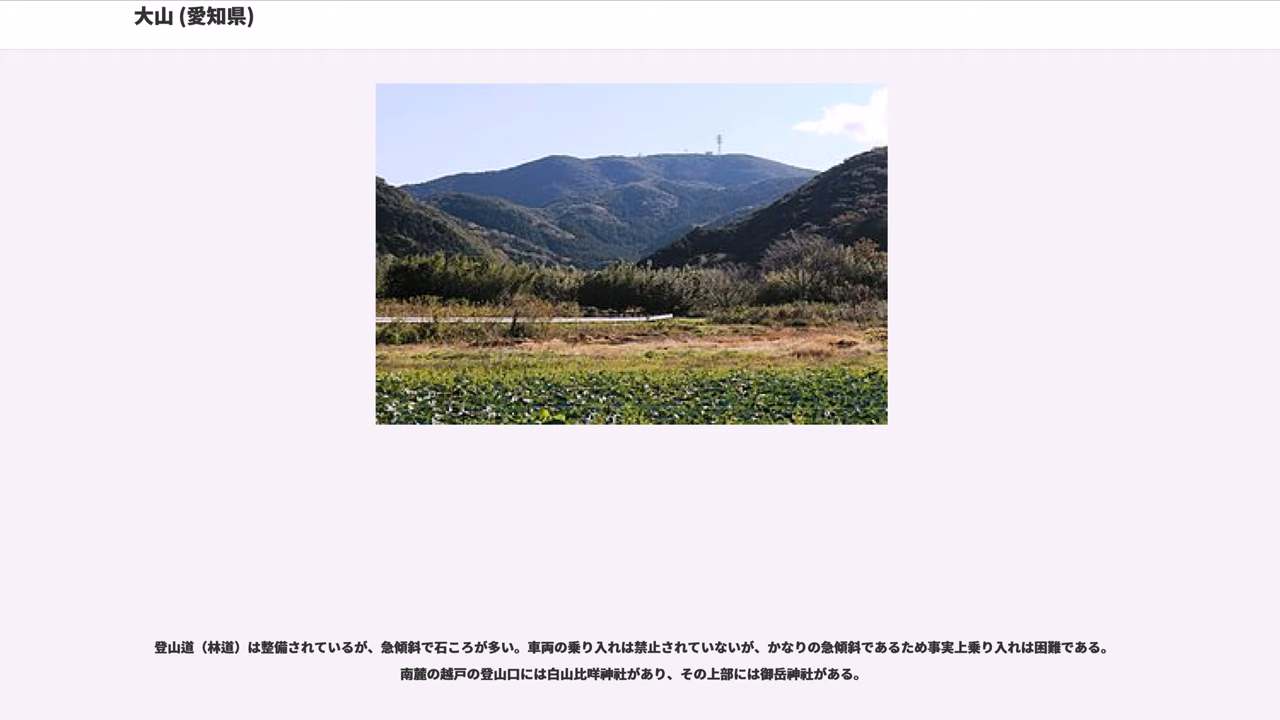 大山 (愛知県)
登山道（林道）は整備されているが、急傾斜で石ころが多い。車両の乗り入れは禁止されていないが、かなりの急傾斜であるため事実上乗り入れは困難である。
南麓の越戸の登山口には白山比咩神社があり、その上部には御岳神社がある。